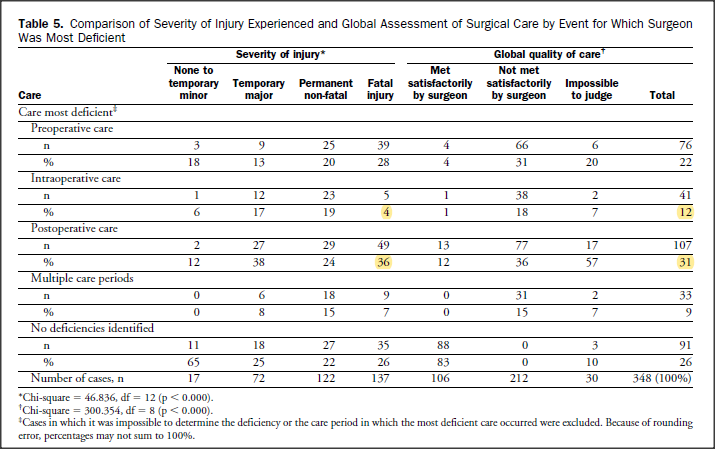 Table 5. Comparison of Severity of Injury Experienced and Global Assessment of Surgical Care by Event for Which Surgeon
Was Most Deficient
Severity of injury* Global quality of care†
None to temporary minor Temporary major Permanent non-fatal Fatal injury Met satisfactorily by surgeon Not met satisfactorily by surgeon Impossible to judge Total
Care
Care most deficient‡
Preoperative care
n 3 9 25 39 4 66 6 76
% 18 13 20 28 4 31 20 22
Intraoperative care
n 1 12 23 5 1 38 2 41
% 6 17 19 4 1 18 7 12
Postoperative care
n 2 27 29 49 13 77 17 107
% 12 38 24 36 12 36 57 31
Multiple care periods
n 0 6 18 9 0 31 2 33
% 0 8 15 7 0 15 7 9
No deficiencies identified
n 11 18 27 35 88 0 3 91
% 65 25 22 26 83 0 10 26
Number of cases, n 17 72 122 137 106 212 30 348 (100%)
*Chi-square = 46.836, df = 12 (p < 0.000).
†Chi-square = 300.354, df = 8 (p < 0.000).
‡Cases in which it was impossible to determine the deficiency or the care period in which the most deficient care occurred were excluded. Because of rounding
error, percentages may not sum to 100%.